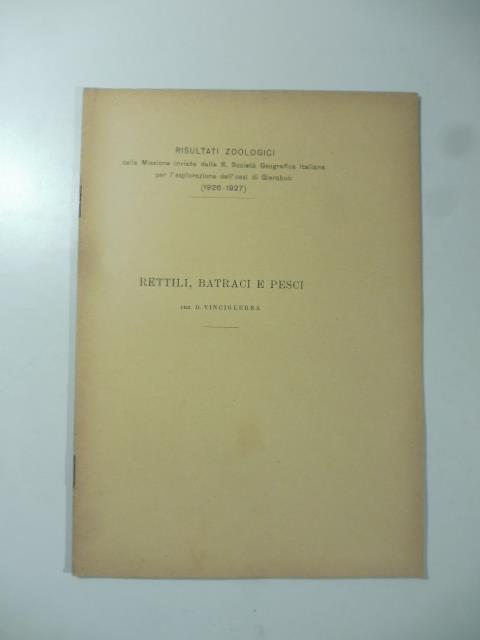 RISULTATI ZOOLOGICI
della Missione inviata dalla R. Società Geografica Italiana
per l'esplorazione dell'oasi di Giarabub
(1926-1927)
RETTILI, BATRACI E PESCI
PER D. VINCIGUERRA